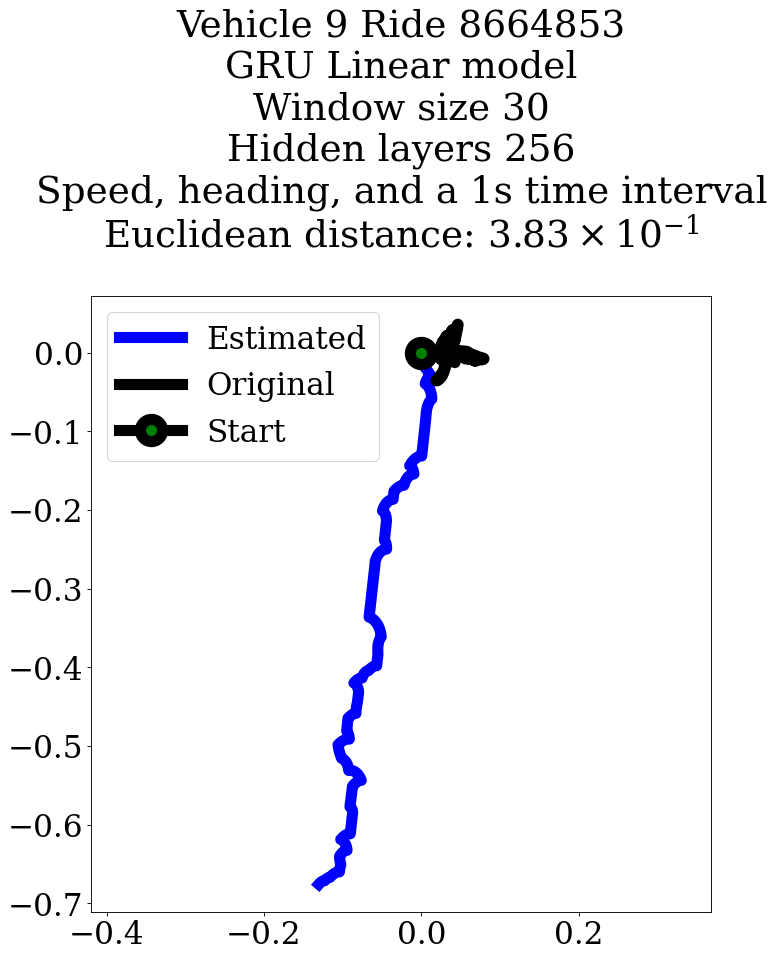 Vehicle 9 Ride 8664853
GRU Linear model
Window size 30
Hidden layers 256
Speed, heading, and a 1s time interval
Euclidean distance: 3.83 × 10⁻¹
Estimated
Original
Start
0.0
−0.1
−0.2
−0.3
−0.4
−0.5
−0.6
−0.7
−0.4 −0.2 0.0 0.2